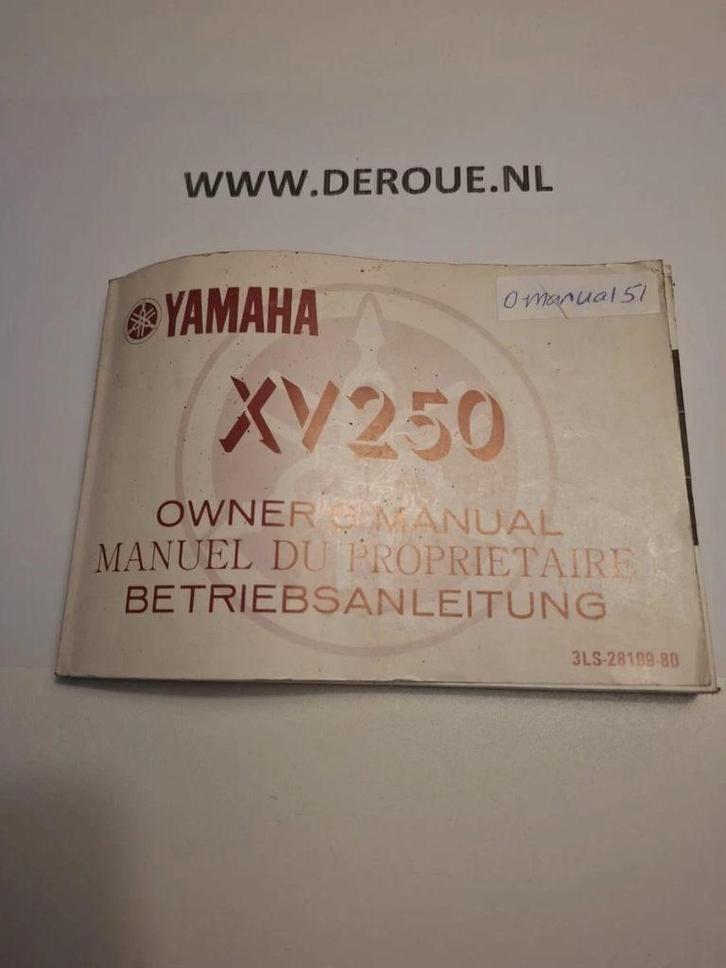 WWW.DEROUE.NL
O manual 51
YAMAHA
XV250
OWNER'S MANUAL
MANUEL DU PROPRIETAIRE
BETRIEBSANLEITUNG
3LS-28199-80